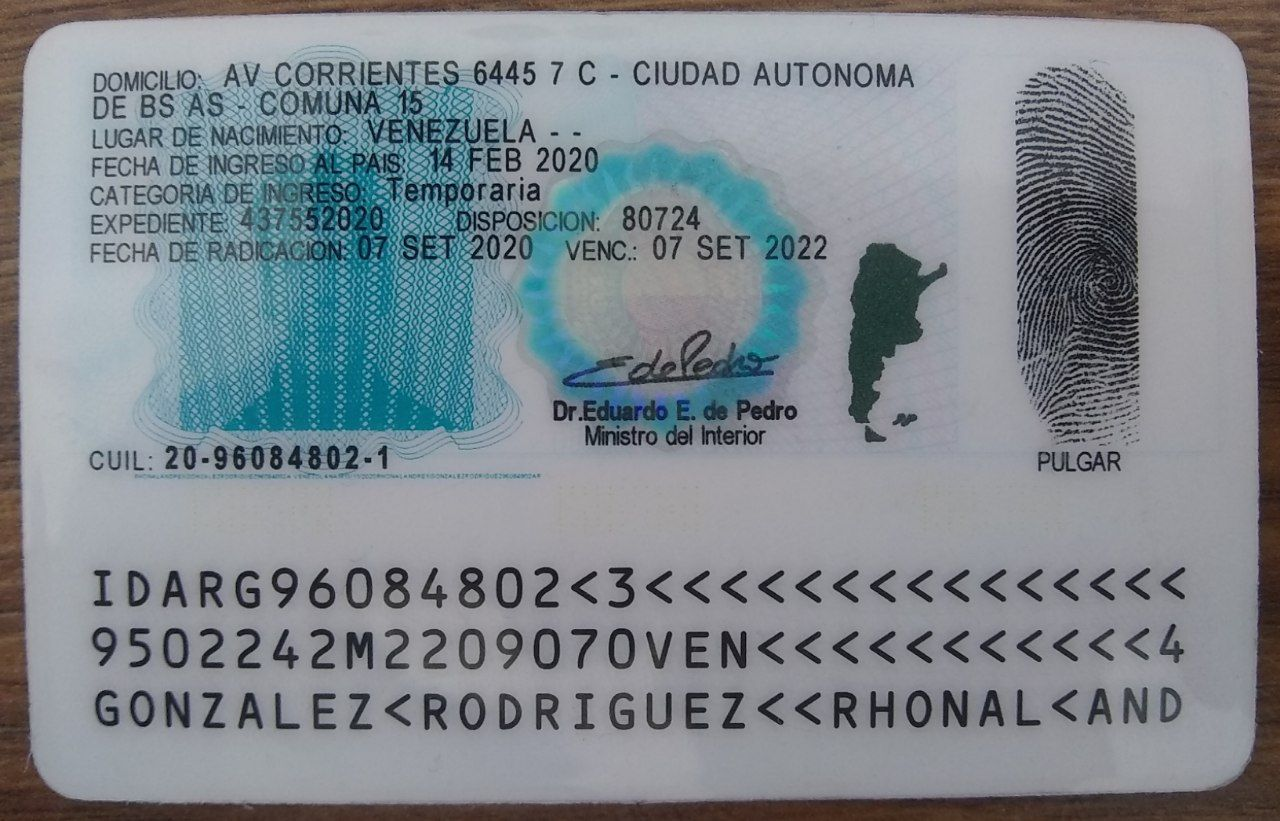 DOMICILIO: AV CORRIENTES 6445 7 C - CIUDAD AUTONOMA
DE BS AS - COMUNA 15
LUGAR DE NACIMIENTO: VENEZUELA - -
FECHA DE INGRESO AL PAIS: 14 FEB 2020
CATEGORIA DE INGRESO: Temporaria
EXPEDIENTE: 437552020 DISPOSICION: 80724
FECHA DE RADICACION: 07 SET 2020 VENC.: 07 SET 2022
E de Pedro
Dr.Eduardo E. de Pedro
Ministro del Interior
CUIL: 20-96084802-1
PULGAR
IDARG96084802<3<<<<<<<<<<<<<<<
9502242M2209070VEN<<<<<<<<<<<4
GONZALEZ<RODRIGUEZ<<RHONAL<AND